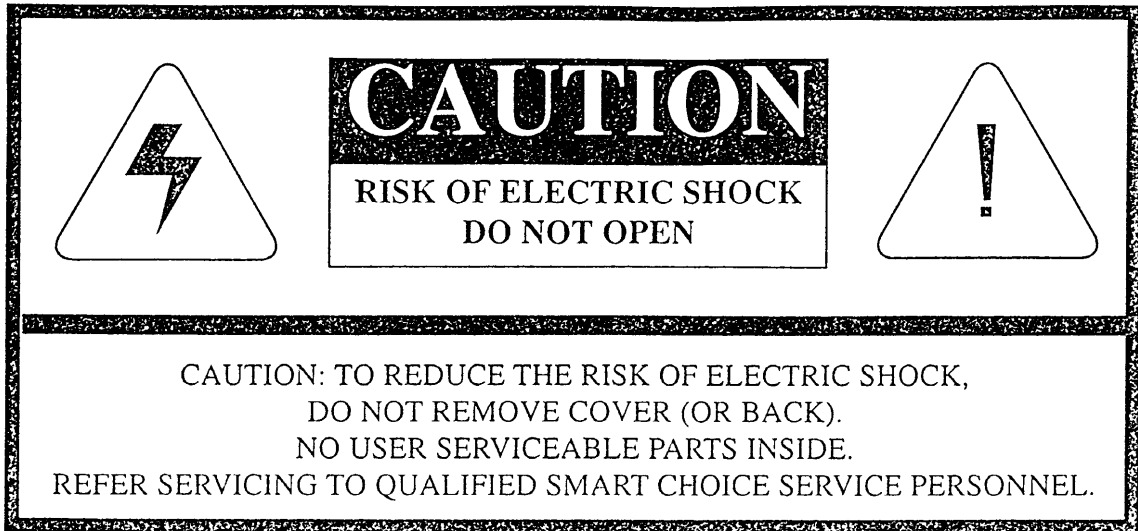 CAUTION
RISK OF ELECTRIC SHOCK
DO NOT OPEN
!
CAUTION: TO REDUCE THE RISK OF ELECTRIC SHOCK,
DO NOT REMOVE COVER (OR BACK).
NO USER SERVICEABLE PARTS INSIDE.
REFER SERVICING TO QUALIFIED SMART CHOICE SERVICE PERSONNEL.